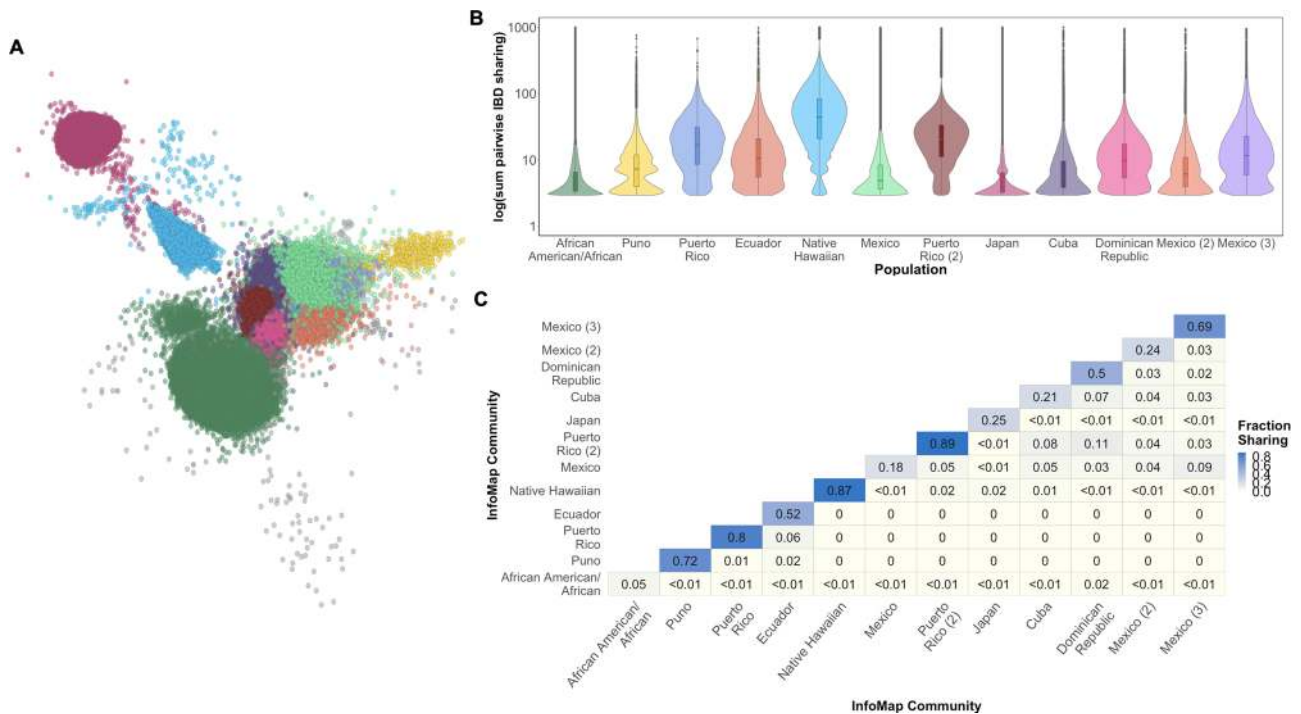 A
B
log(sum pairwise IBD sharing)
1000
100
10
1
African
American/African
Puno
Puerto
Rico
Ecuador
Native
Hawaiian
Mexico
Puerto
Rico (2)
Japan
Cuba
Dominican
Republic
Mexico (2)
Mexico (3)
Population
C
InfoMap Community
Mexico (3) 0.69
Mexico (2) 0.24 0.03
Dominican
Republic 0.5 0.03 0.02
Cuba 0.21 0.07 0.04 0.03
Japan 0.25 <0.01 <0.01 <0.01 <0.01
Puerto
Rico (2) 0.89 <0.01 0.08 0.11 0.04 0.03
Mexico 0.18 0.05 <0.01 0.05 0.03 0.04 0.09
Native Hawaiian 0.87 <0.01 0.02 0.02 0.01 <0.01 <0.01 <0.01
Ecuador 0.52 0 0 0 0 0 0 0 0
Puerto
Rico 0.8 0.06 0 0 0 0 0 0 0 0
Puno 0.72 0.01 0.02 0 0 0 0 0 0 0 0
African American/
African 0.05 <0.01 <0.01 <0.01 <0.01 <0.01 <0.01 <0.01 <0.01 0.02 <0.01 <0.01
African American/
African
Puno
Puerto
Rico
Ecuador
Native Hawaiian
Mexico
Puerto
Rico (2)
Japan
Cuba
Dominican
Republic
Mexico (2)
Mexico (3)
InfoMap Community
Fraction
Sharing
0.8
0.6
0.4
0.2
0.0